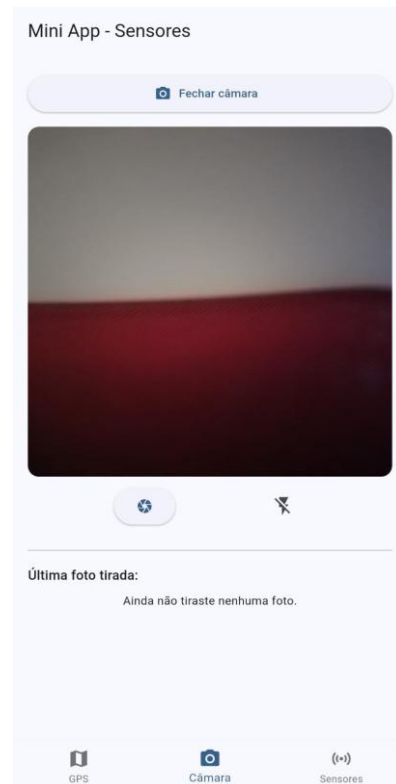 Mini App - Sensores
Fechar câmara
Última foto tirada:
Ainda não tiraste nenhuma foto.
GPS
Câmara
Sensores